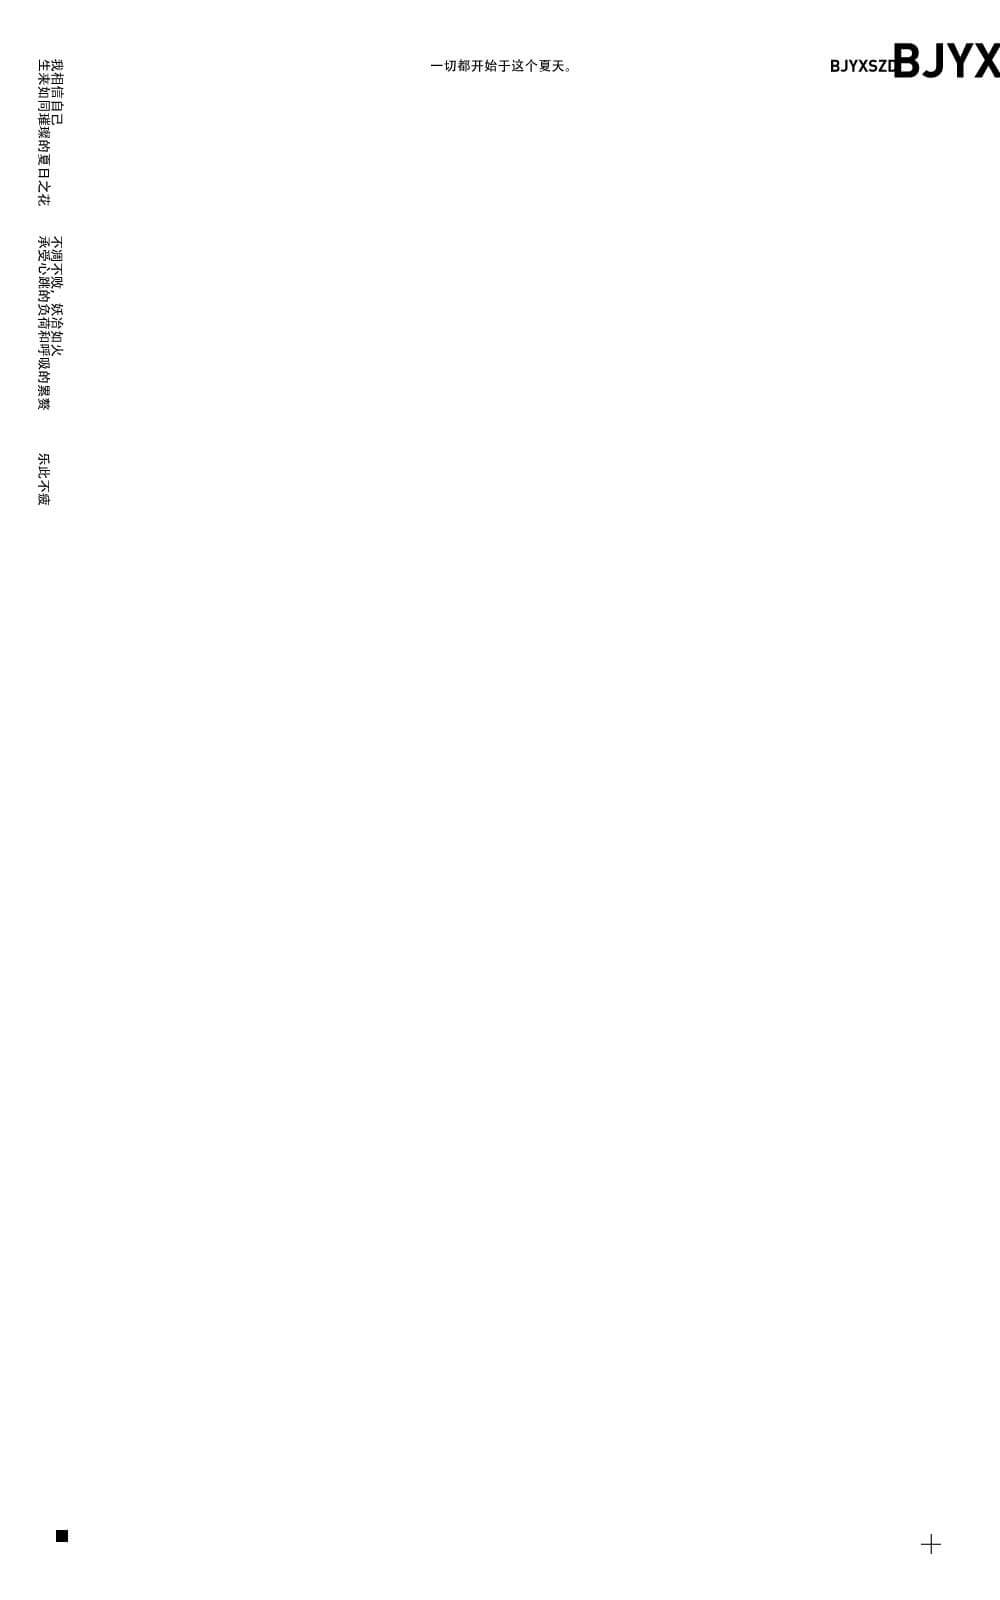 我相信自己
生来如同璀璨的夏日之花
不凋不败，妖冶如火
承受心跳的负荷和呼吸的累赘
乐此不疲
一切都开始于这个夏天。
BJYXSZD
BJYX